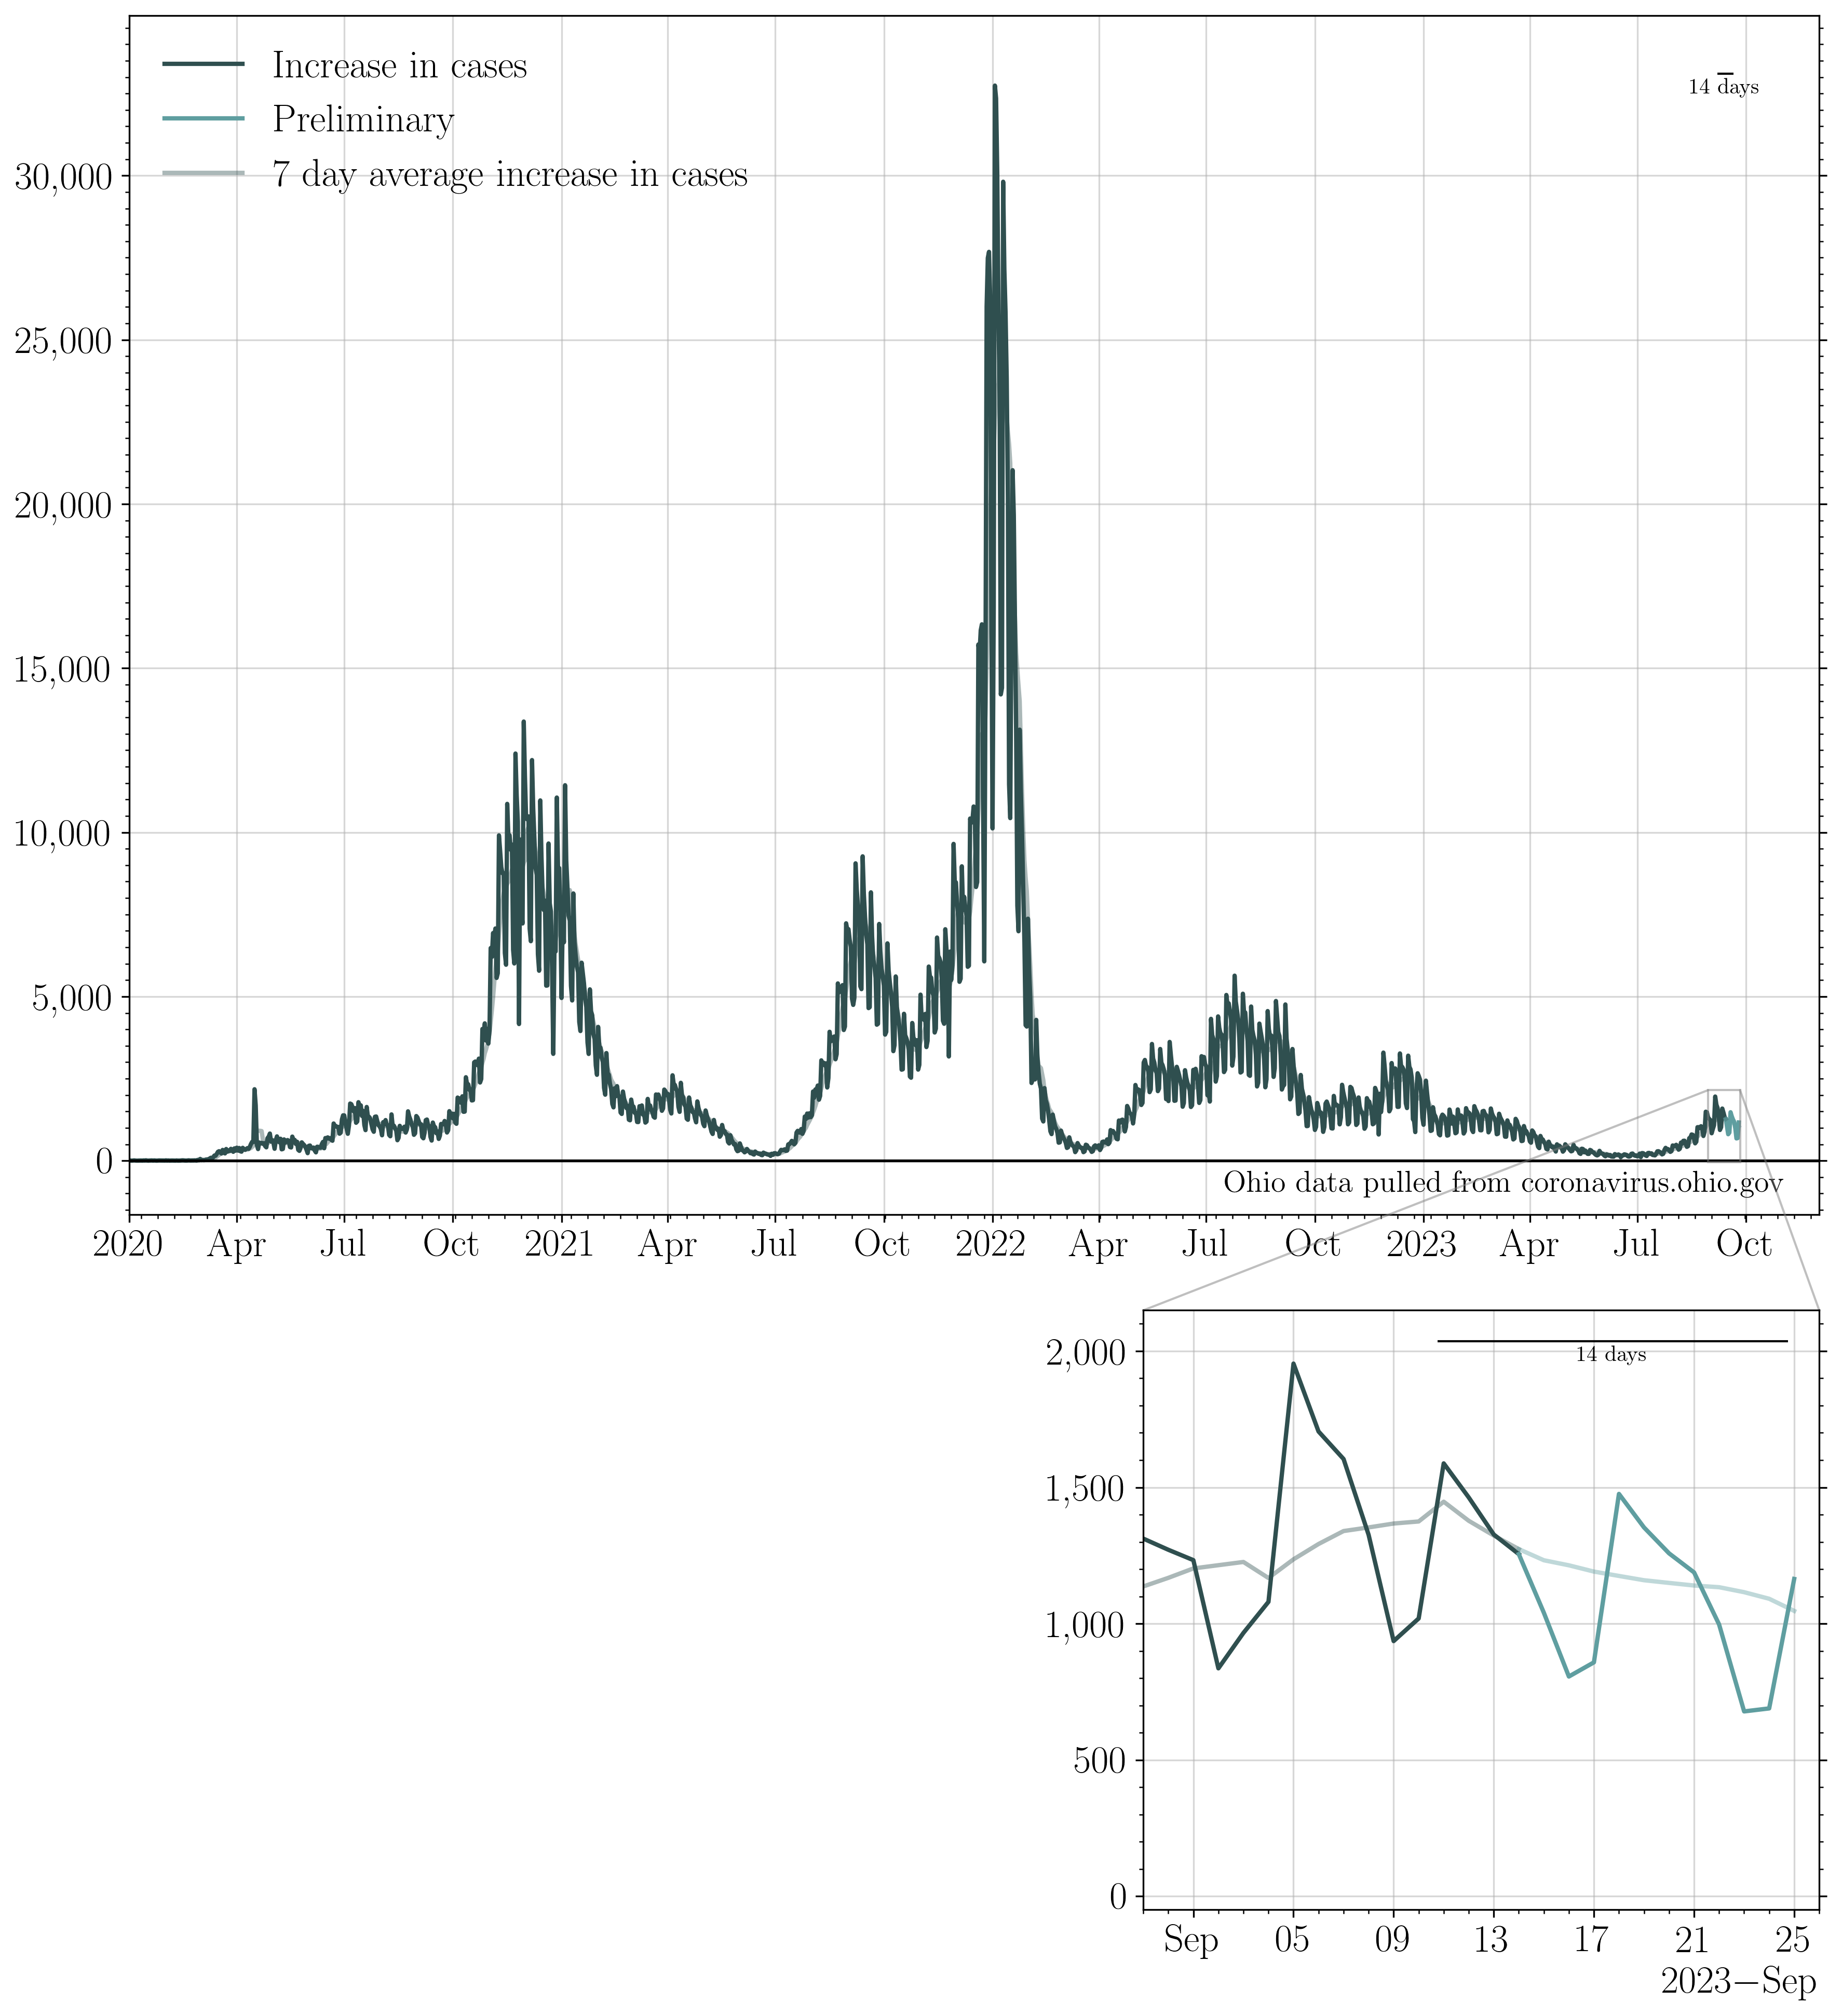 Increase in cases
Preliminary
7 day average increase in cases
14 days
30,000
25,000
20,000
15,000
10,000
5,000
0
Ohio data pulled from coronavirus.ohio.gov
2020 Apr Jul Oct 2021 Apr Jul Oct 2022 Apr Jul Oct 2023 Apr Jul Oct
2,000
14 days
1,500
1,000
500
0
Sep 05 09 13 17 21 25
2023−Sep